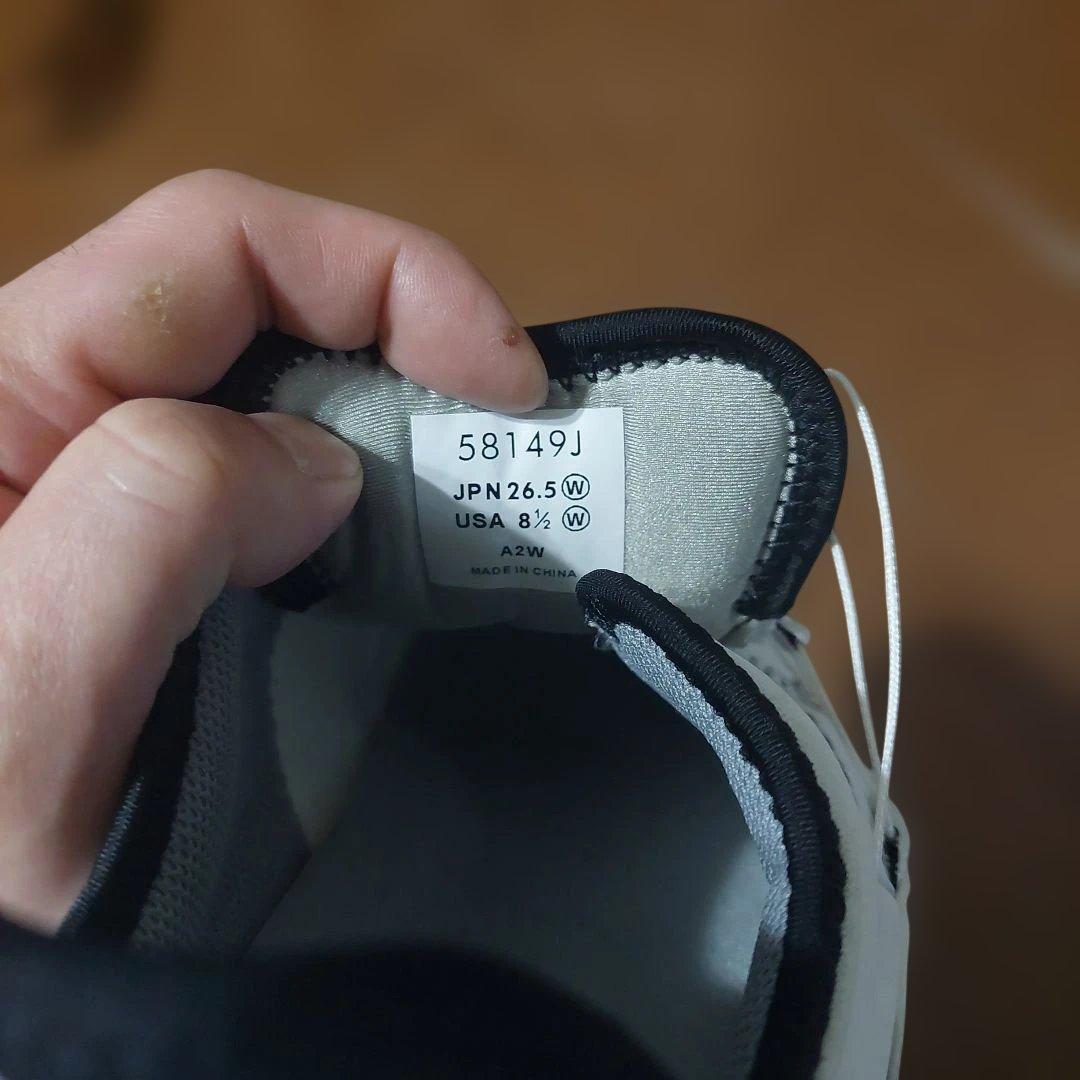 58149J
JPN 26.5 Ⓦ
USA 8½ Ⓦ
A2W
MADE IN CHINA